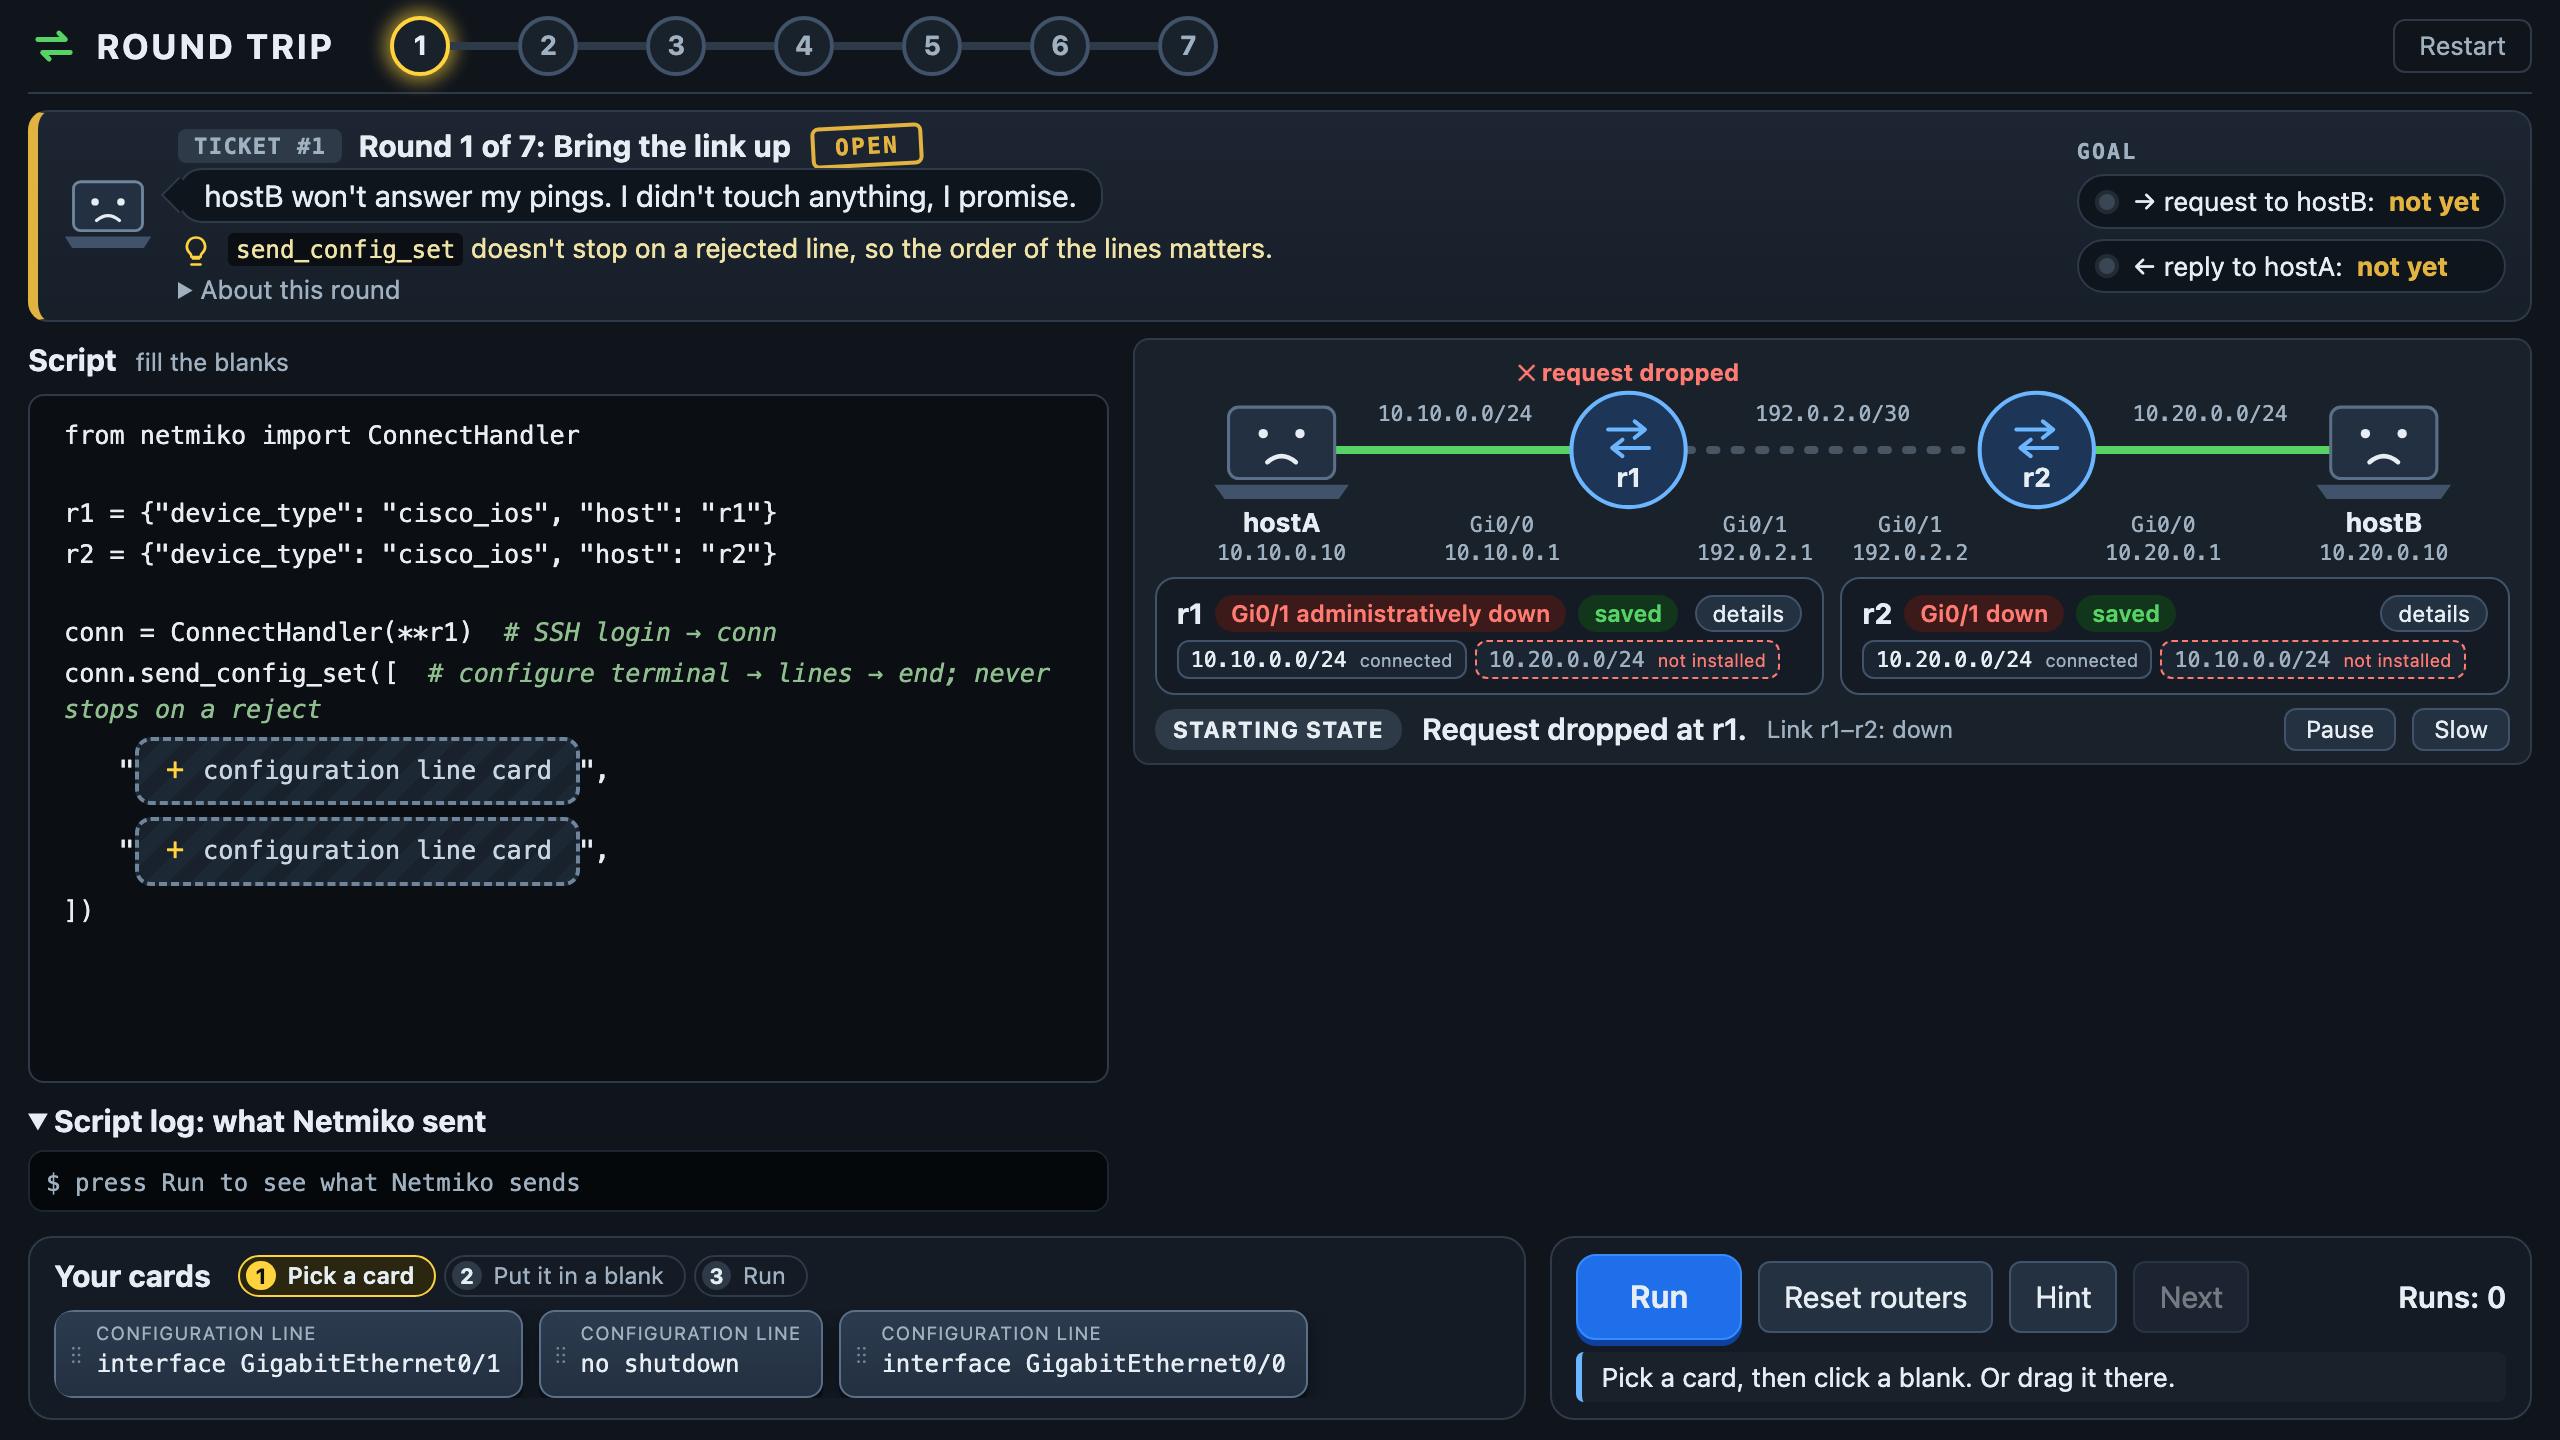 ROUND TRIP
1 2 3 4 5 6 7
Restart
TICKET #1 Round 1 of 7: Bring the link up OPEN
hostB won't answer my pings. I didn't touch anything, I promise.
send_config_set doesn't stop on a rejected line, so the order of the lines matters.
▶ About this round
GOAL
→ request to hostB: not yet
← reply to hostA: not yet
Script fill the blanks
from netmiko import ConnectHandler
r1 = {"device_type": "cisco_ios", "host": "r1"}
r2 = {"device_type": "cisco_ios", "host": "r2"}
conn = ConnectHandler(**r1)  # SSH login → conn
conn.send_config_set([  # configure terminal → lines → end; never
stops on a reject
"+ configuration line card",
"+ configuration line card",
])
✕ request dropped
10.10.0.0/24 192.0.2.0/30 10.20.0.0/24
r1 r2
hostA Gi0/0 Gi0/1 Gi0/1 Gi0/0 hostB
10.10.0.10 10.10.0.1 192.0.2.1 192.0.2.2 10.20.0.1 10.20.0.10
r1 Gi0/1 administratively down saved details
10.10.0.0/24 connected 10.20.0.0/24 not installed
r2 Gi0/1 down saved details
10.20.0.0/24 connected 10.10.0.0/24 not installed
STARTING STATE Request dropped at r1. Link r1–r2: down Pause Slow
▼ Script log: what Netmiko sent
$ press Run to see what Netmiko sends
Your cards 1 Pick a card 2 Put it in a blank 3 Run
CONFIGURATION LINE
interface GigabitEthernet0/1
CONFIGURATION LINE
no shutdown
CONFIGURATION LINE
interface GigabitEthernet0/0
Run Reset routers Hint Next Runs: 0
Pick a card, then click a blank. Or drag it there.